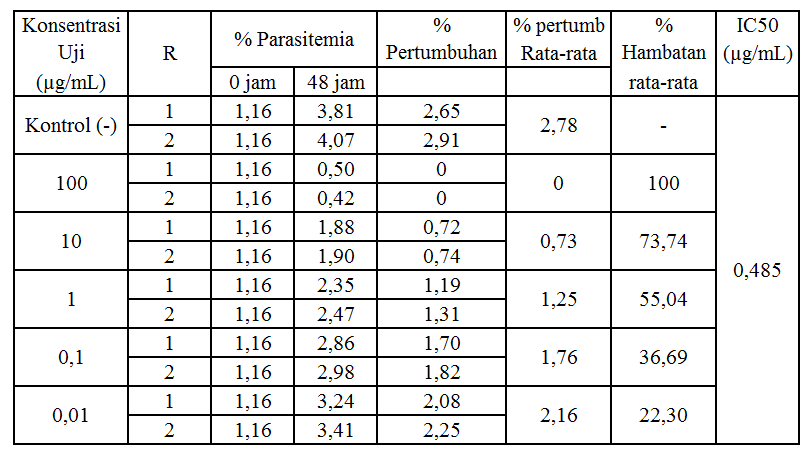 Konsentrasi Uji (µg/mL) R % Parasitemia % Pertumbuhan % pertumb Rata-rata % Hambatan rata-rata IC50 (µg/mL)
0 jam 48 jam
Kontrol (-) 1 1,16 3,81 2,65 2,78 -
2 1,16 4,07 2,91
100 1 1,16 0,50 0 0 100
2 1,16 0,42 0
10 1 1,16 1,88 0,72 0,73 73,74
2 1,16 1,90 0,74
0,485
1 1 1,16 2,35 1,19 1,25 55,04
2 1,16 2,47 1,31
0,1 1 1,16 2,86 1,70 1,76 36,69
2 1,16 2,98 1,82
0,01 1 1,16 3,24 2,08 2,16 22,30
2 1,16 3,41 2,25